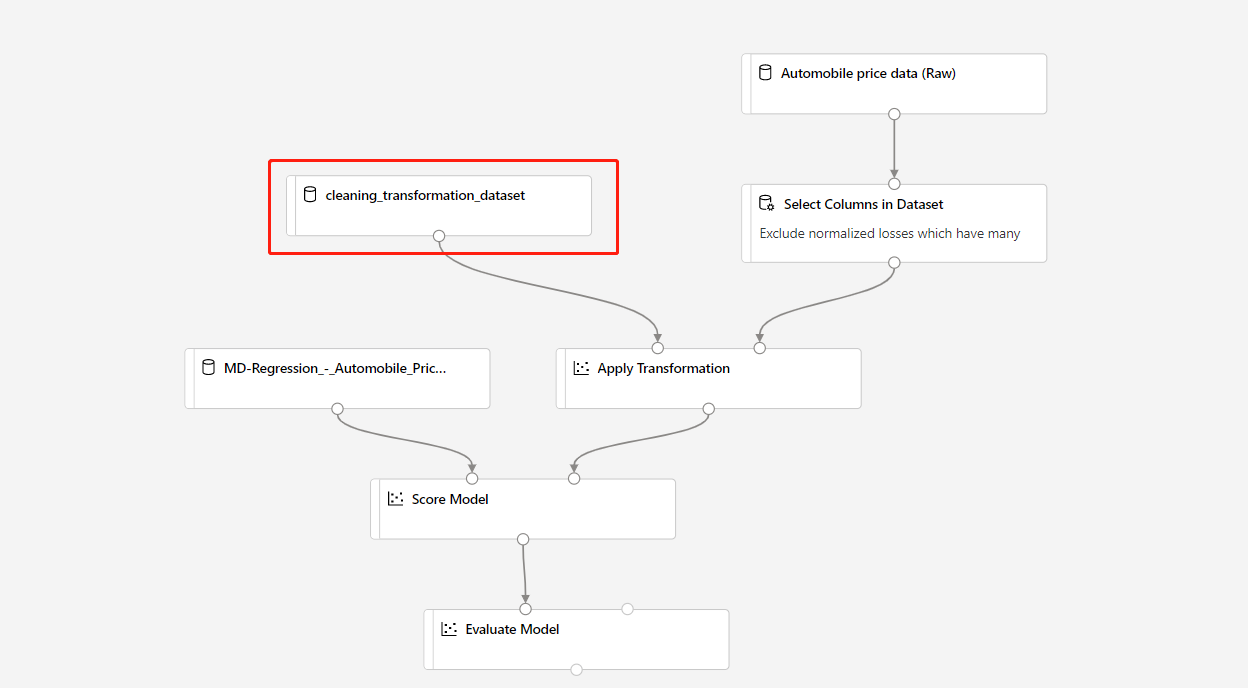 Automobile price data (Raw)
cleaning_transformation_dataset
Select Columns in Dataset
Exclude normalized losses which have many
MD-Regression_-_Automobile_Pric...
Apply Transformation
Score Model
Evaluate Model